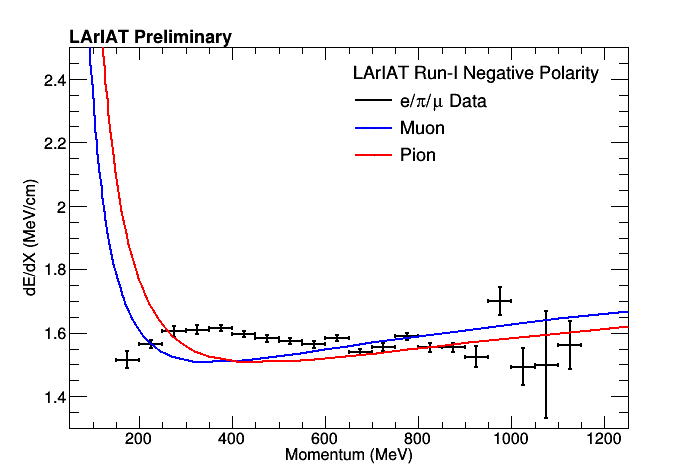 LArIAT Preliminary
LArIAT Run-I Negative Polarity
e/π/μ Data
Muon
Pion
dE/dX (MeV/cm)
2.4
2.2
2
1.8
1.6
1.4
200 400 600 800 1000 1200
Momentum (MeV)